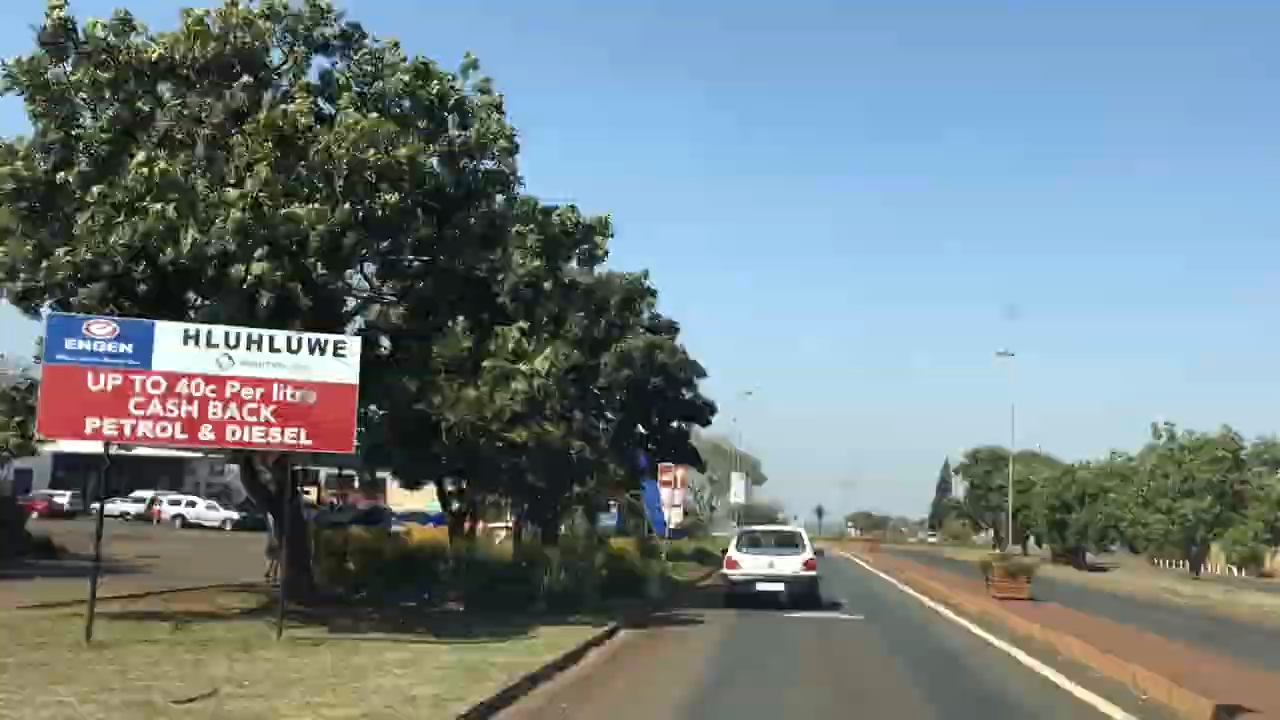 ENGEN
HLUHLUWE
UP TO 40c Per litre
CASH BACK
PETROL & DIESEL